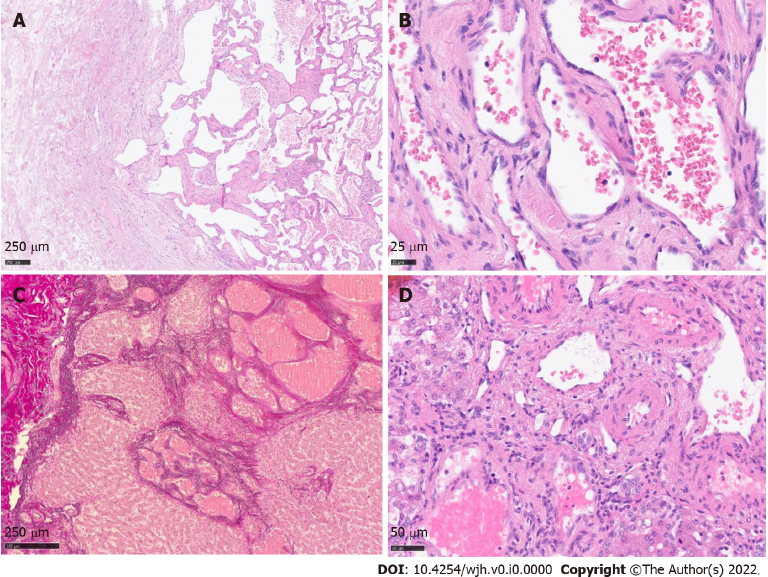 A
B
250 μm
25 μm
C
D
250 μm
50 μm
DOI: 10.4254/wjh.v0.i0.0000 Copyright ©The Author(s) 2022.